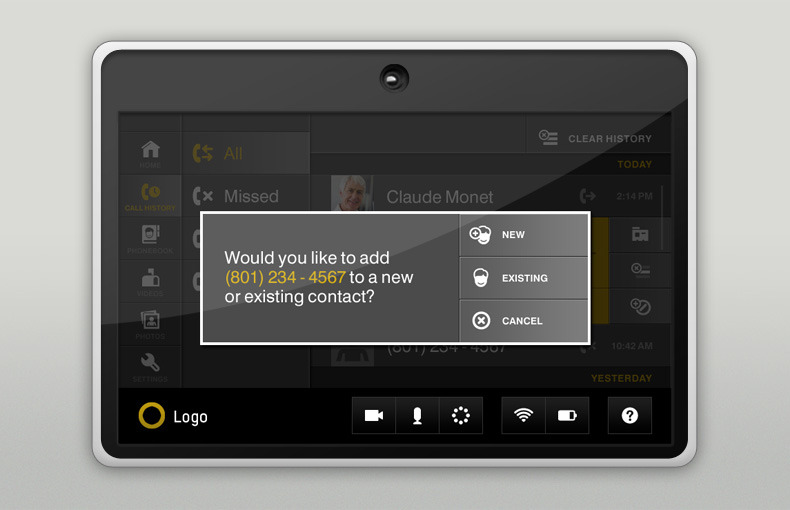 CLEAR HISTORY
HOME
All
TODAY
CALL HISTORY
Missed
Claude Monet
2:14 PM
PHONEBOOK
Would you like to add
(801) 234 - 4567 to a new
or existing contact?
NEW
EXISTING
CANCEL
VIDEOS
PHOTOS
(801) 234 - 4567
10:42 AM
SETTINGS
YESTERDAY
Logo